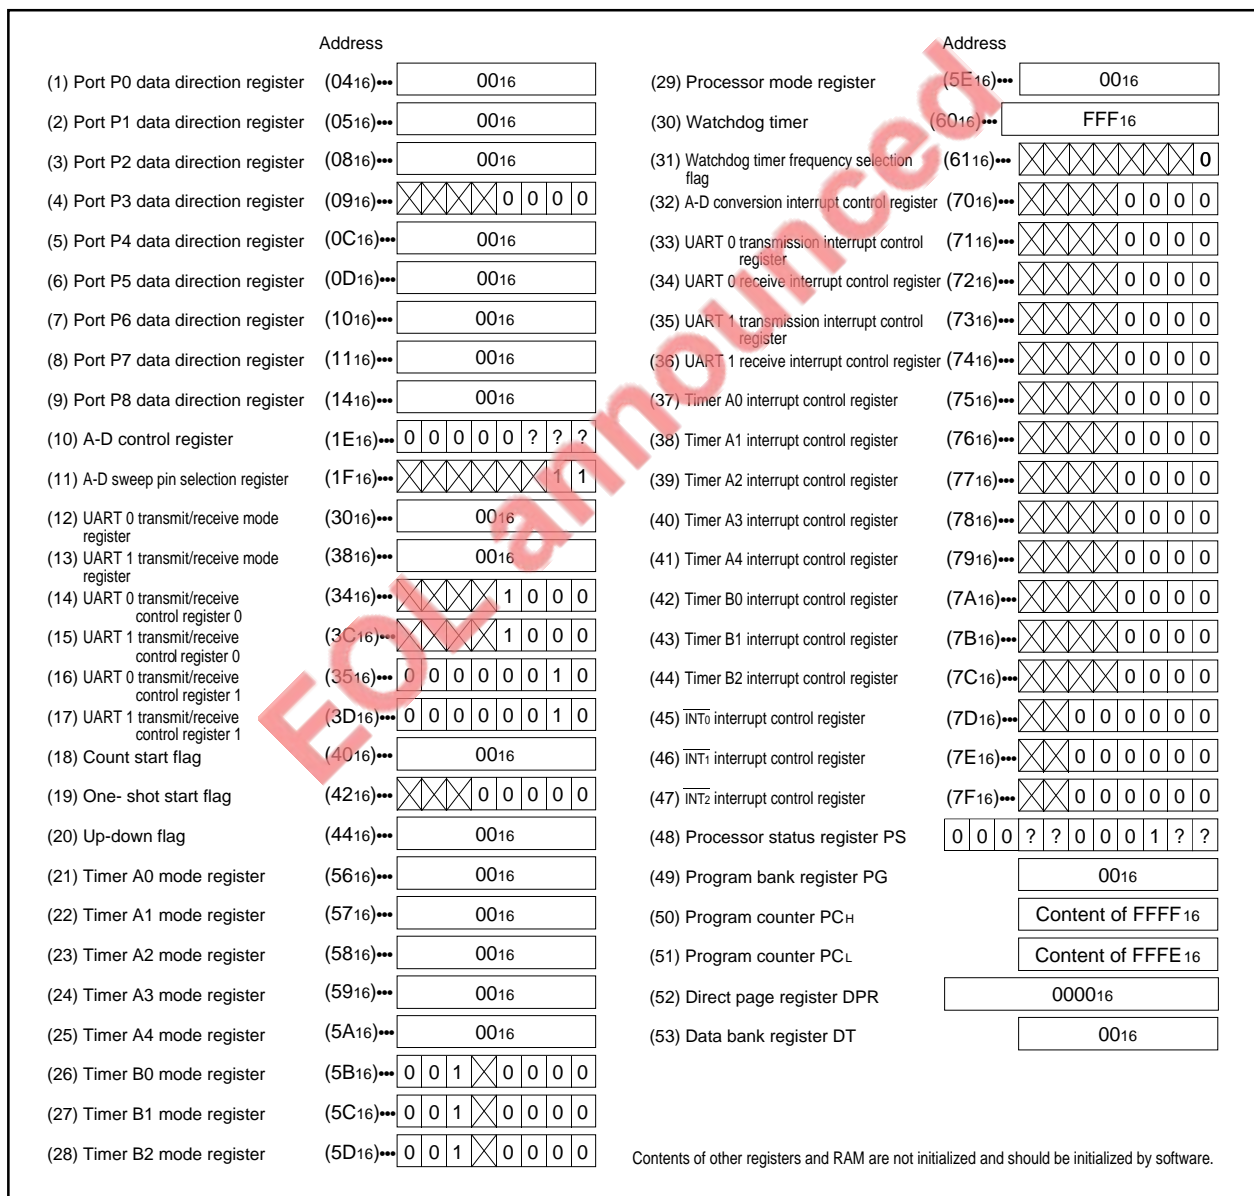 Address
(1) Port P0 data direction register (0416)••• 0016
(2) Port P1 data direction register (0516)••• 0016
(3) Port P2 data direction register (0816)••• 0016
(4) Port P3 data direction register (0916)••• 0 0 0 0
(5) Port P4 data direction register (0C16)••• 0016
(6) Port P5 data direction register (0D16)••• 0016
(7) Port P6 data direction register (1016)••• 0016
(8) Port P7 data direction register (1116)••• 0016
(9) Port P8 data direction register (1416)••• 0016
(10) A-D control register (1E16)••• 0 0 0 0 0 ? ? ?
(11) A-D sweep pin selection register (1F16)••• 1 1
(12) UART 0 transmit/receive mode (3016)••• 0016
register
(13) UART 1 transmit/receive mode (3816)••• 0016
register
(14) UART 0 transmit/receive (3416)••• 1 0 0 0
control register 0
(15) UART 1 transmit/receive (3C16)••• 1 0 0 0
control register 0
(16) UART 0 transmit/receive (3516)••• 0 0 0 0 0 0 1 0
control register 1
(17) UART 1 transmit/receive (3D16)••• 0 0 0 0 0 0 1 0
control register 1
(18) Count start flag (4016)••• 0016
(19) One- shot start flag (4216)••• 0 0 0 0 0
(20) Up-down flag (4416)••• 0016
(21) Timer A0 mode register (5616)••• 0016
(22) Timer A1 mode register (5716)••• 0016
(23) Timer A2 mode register (5816)••• 0016
(24) Timer A3 mode register (5916)••• 0016
(25) Timer A4 mode register (5A16)••• 0016
(26) Timer B0 mode register (5B16)••• 0 0 1 0 0 0 0
(27) Timer B1 mode register (5C16)••• 0 0 1 0 0 0 0
(28) Timer B2 mode register (5D16)••• 0 0 1 0 0 0 0
Address
(29) Processor mode register (5E16)••• 0016
(30) Watchdog timer (6016)••• FFF16
(31) Watchdog timer frequency selection (6116)••• 0
flag
(32) A-D conversion interrupt control register (7016)••• 0 0 0 0
(33) UART 0 transmission interrupt control (7116)••• 0 0 0 0
register
(34) UART 0 receive interrupt control register (7216)••• 0 0 0 0
(35) UART 1 transmission interrupt control (7316)••• 0 0 0 0
register
(36) UART 1 receive interrupt control register (7416)••• 0 0 0 0
(37) Timer A0 interrupt control register (7516)••• 0 0 0 0
(38) Timer A1 interrupt control register (7616)••• 0 0 0 0
(39) Timer A2 interrupt control register (7716)••• 0 0 0 0
(40) Timer A3 interrupt control register (7816)••• 0 0 0 0
(41) Timer A4 interrupt control register (7916)••• 0 0 0 0
(42) Timer B0 interrupt control register (7A16)••• 0 0 0 0
(43) Timer B1 interrupt control register (7B16)••• 0 0 0 0
(44) Timer B2 interrupt control register (7C16)••• 0 0 0 0
(45) INT0 interrupt control register (7D16)••• 0 0 0 0 0 0
(46) INT1 interrupt control register (7E16)••• 0 0 0 0 0 0
(47) INT2 interrupt control register (7F16)••• 0 0 0 0 0 0
(48) Processor status register PS 0 0 0 ? ? 0 0 0 1 ? ?
(49) Program bank register PG 0016
(50) Program counter PCH Content of FFFF16
(51) Program counter PCL Content of FFFE16
(52) Direct page register DPR 000016
(53) Data bank register DT 0016
Contents of other registers and RAM are not initialized and should be initialized by software.
EOL announced